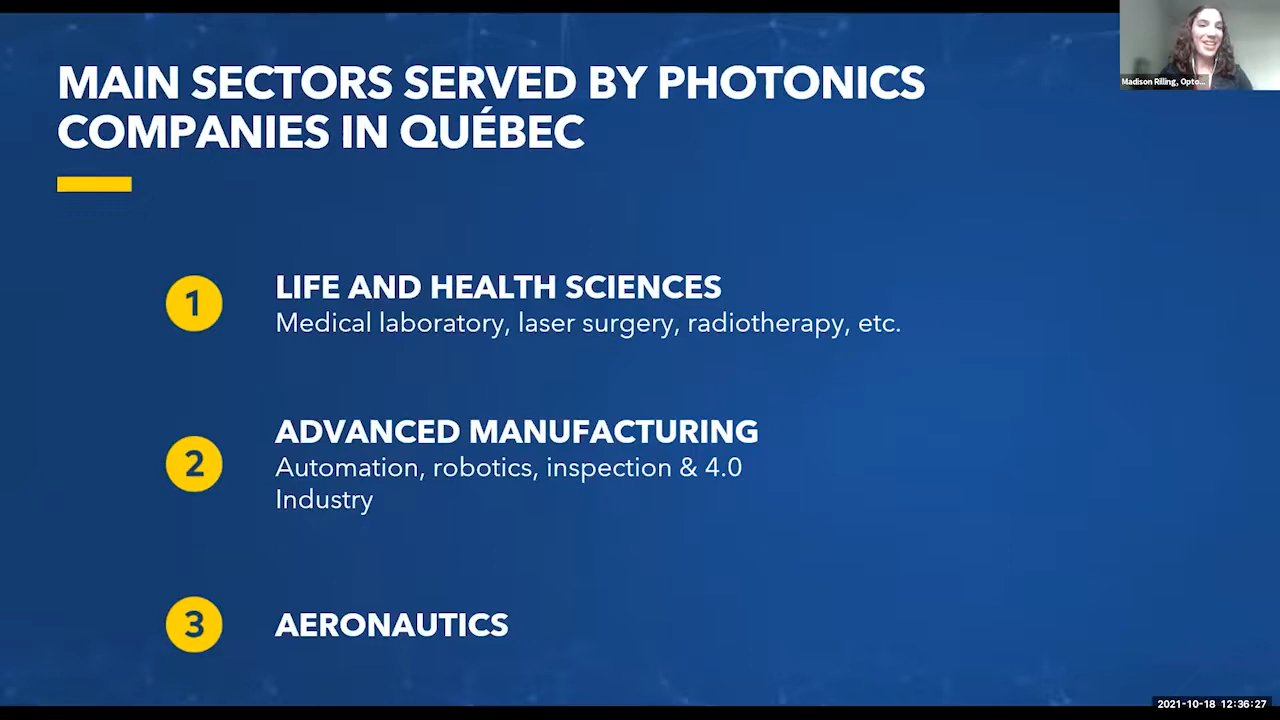 MAIN SECTORS SERVED BY PHOTONICS
COMPANIES IN QUÉBEC
Madison Rilling, Opto...
1
LIFE AND HEALTH SCIENCES
Medical laboratory, laser surgery, radiotherapy, etc.
2
ADVANCED MANUFACTURING
Automation, robotics, inspection & 4.0
Industry
3
AERONAUTICS
2021-10-18 12:36:27